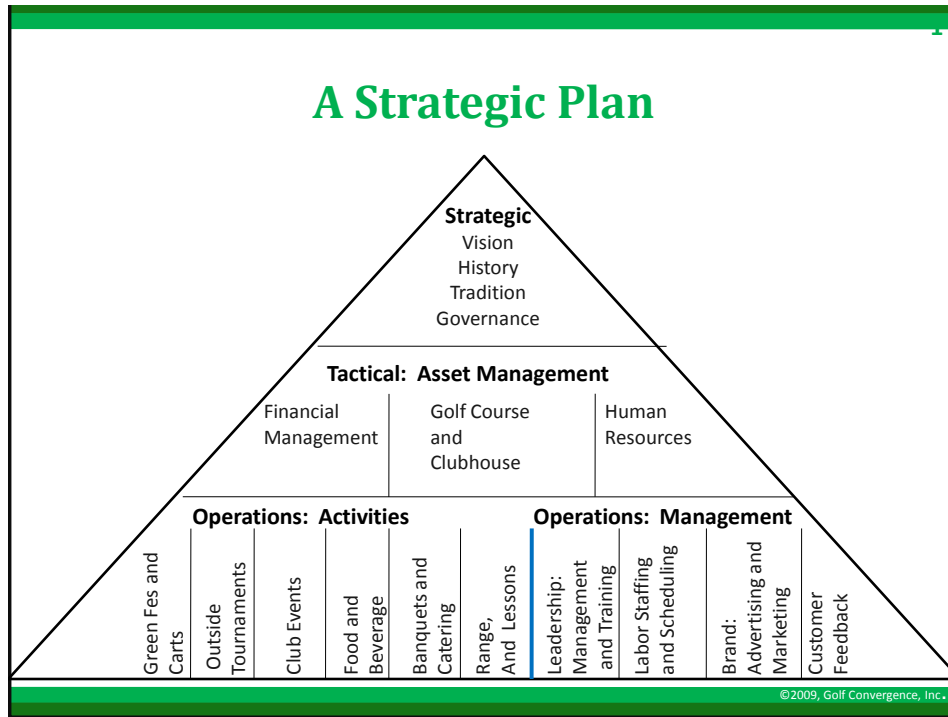 A Strategic Plan
Strategic
Vision
History
Tradition
Governance
Tactical: Asset Management
Financial
Management
Golf Course
and
Clubhouse
Human
Resources
Operations: Activities
Operations: Management
Green Fes and
Carts
Outside
Tournaments
Club Events
Food and
Beverage
Banquets and
Catering
Range,
And Lessons
Leadership:
Management
and Training
Labor Staffing
and Scheduling
Brand:
Advertising and
Marketing
Customer
Feedback
©2009, Golf Convergence, Inc.